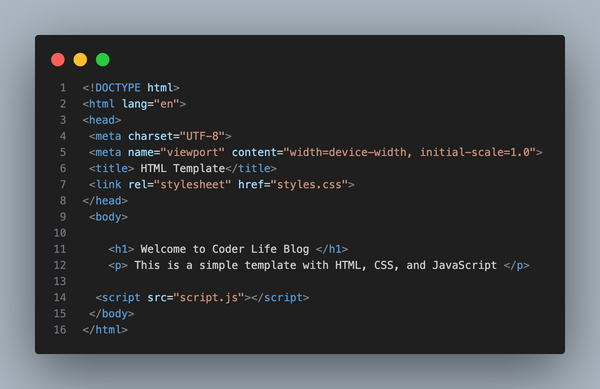 1 <!DOCTYPE html>
2 <html lang="en">
3 <head>
4  <meta charset="UTF-8">
5  <meta name="viewport" content="width=device-width, initial-scale=1.0">
6  <title> HTML Template</title>
7  <link rel="stylesheet" href="styles.css">
8 </head>
9  <body>
10
11    <h1> Welcome to Coder Life Blog </h1>
12    <p> This is a simple template with HTML, CSS, and JavaScript </p>
13
14  <script src="script.js"></script>
15 </body>
16 </html>